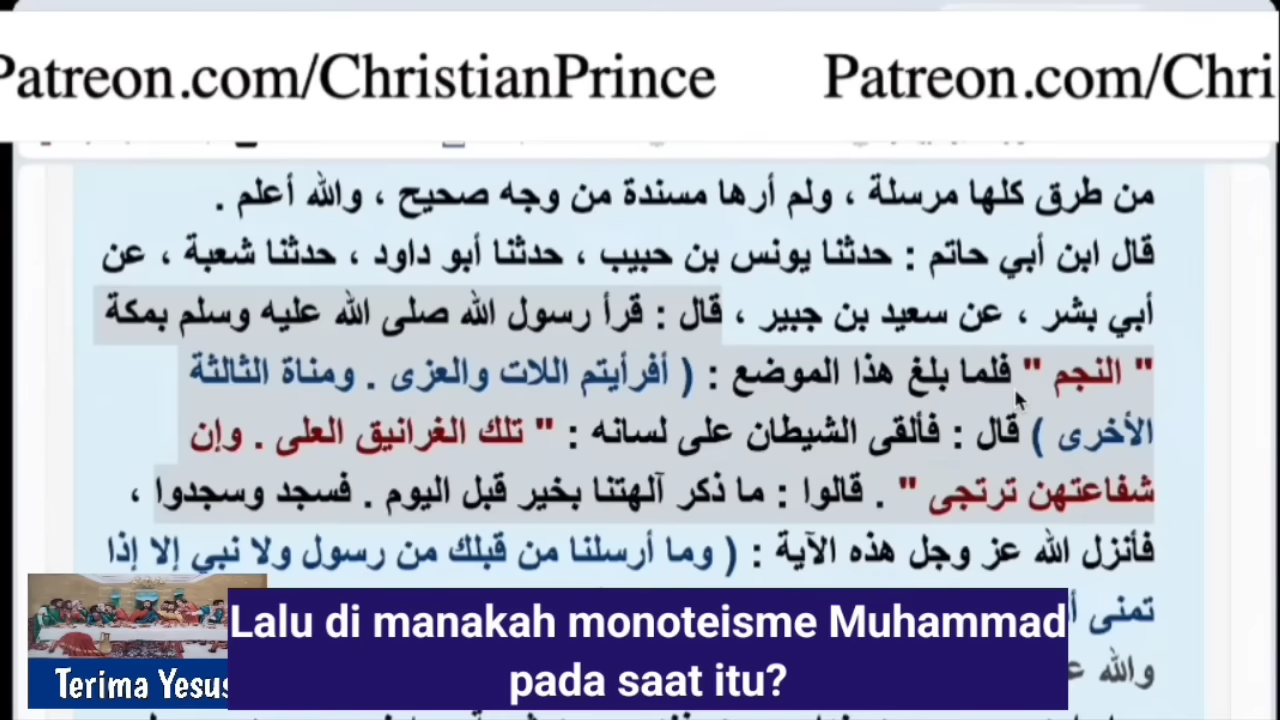 Patreon.com/ChristianPrince Patreon.com/Chri
من طرق كلها مرسلة ، ولم أرها مسندة من وجه صحيح ، والله أعلم .
قال ابن أبي حاتم : حدثنا يونس بن حبيب ، حدثنا أبو داود ، حدثنا شعبة ، عن
أبي بشر ، عن سعيد بن جبير ، قال : قرأ رسول الله صلى الله عليه وسلم بمكة
" النجم " فلما بلغ هذا الموضع : ( أفرأيتم اللات والعزى . ومناة الثالثة
الأخرى ) قال : فألقى الشيطان على لسانه : " تلك الغرانيق العلى . وإن
شفاعتهن ترتجى " . قالوا : ما ذكر آلهتنا بخير قبل اليوم . فسجد وسجدوا ،
فأنزل الله عز وجل هذه الآية : ( وما أرسلنا من قبلك من رسول ولا نبي إلا إذا
تمنى
والله
Lalu di manakah monoteisme Muhammad
pada saat itu?
Terima Yesus